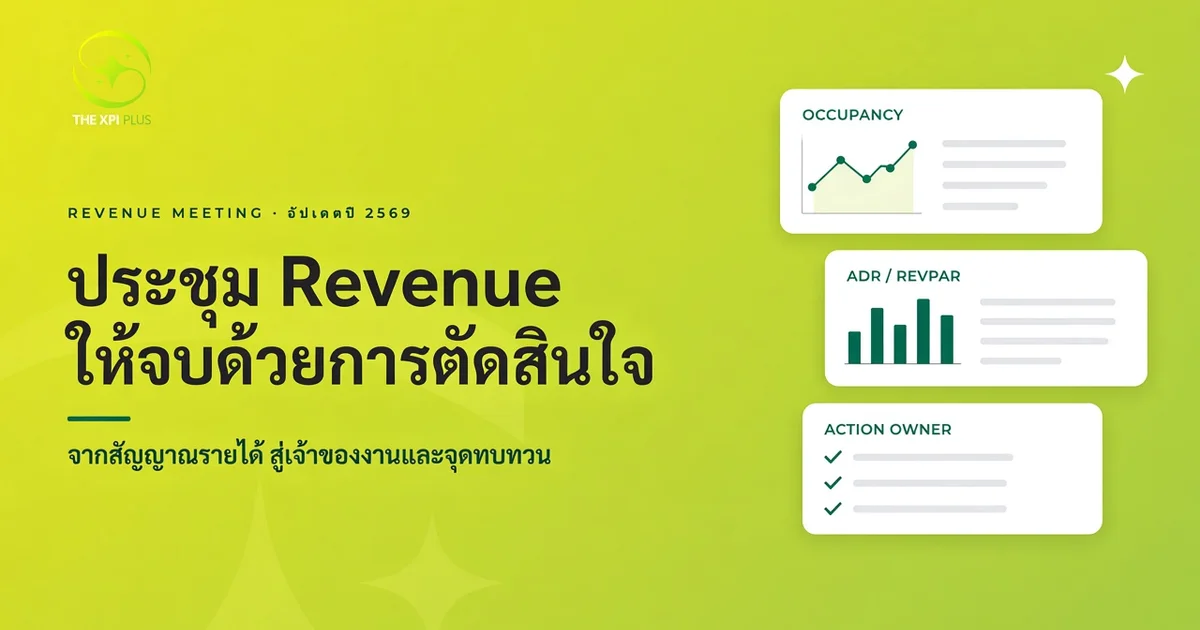 THE XPI PLUS
REVENUE MEETING · อัปเดตปี 2569
ประชุม Revenue
ให้จบด้วยการตัดสินใจ
จากสัญญาณรายได้ สู่เจ้าของงานและจุดทบทวน
OCCUPANCY
ADR / REVPAR
ACTION OWNER